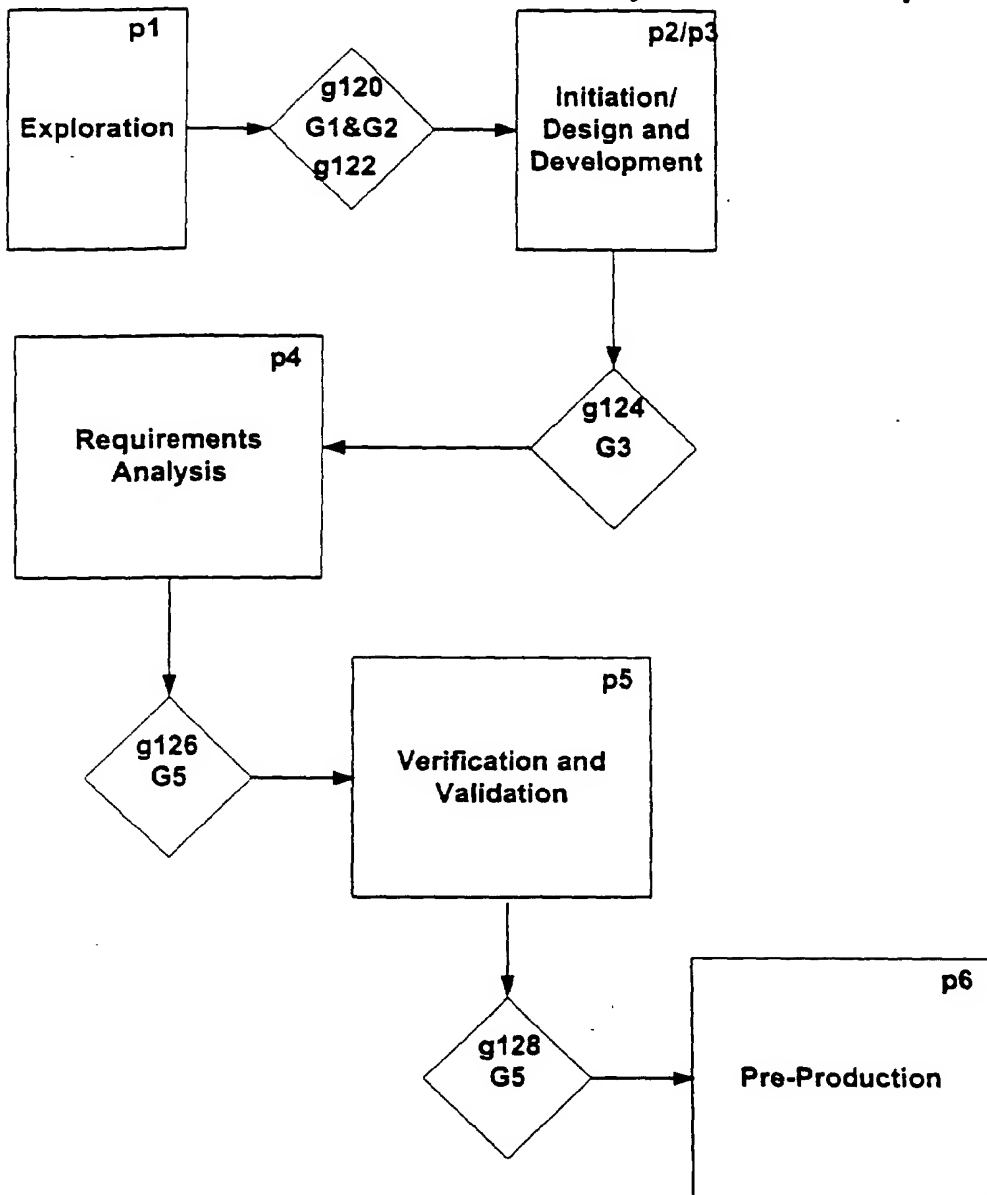 p1
Exploration
g120
G1&G2
g122
p2/p3
Initiation/
Design and
Development
g124
G3
p4
Requirements
Analysis
g126
G5
p5
Verification and
Validation
g128
G5
p6
Pre-Production